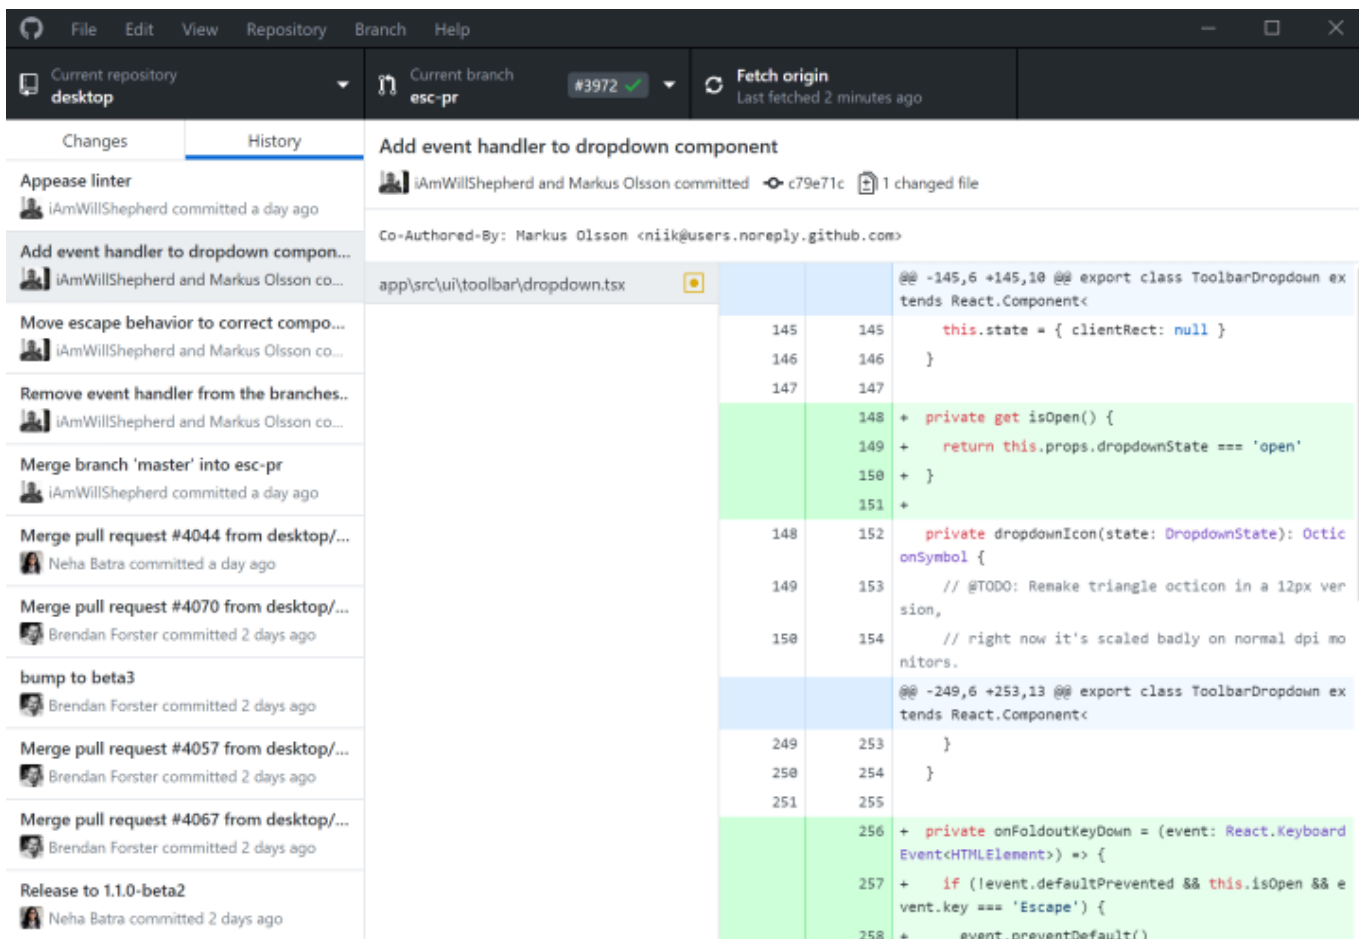 File Edit View Repository Branch Help
Current repository
desktop
Current branch
esc-pr
#3972
Fetch origin
Last fetched 2 minutes ago
Changes History
Appease linter
iAmWillShepherd committed a day ago
Add event handler to dropdown compon...
iAmWillShepherd and Markus Olsson co...
Move escape behavior to correct compo...
iAmWillShepherd and Markus Olsson co...
Remove event handler from the branches..
iAmWillShepherd and Markus Olsson co...
Merge branch 'master' into esc-pr
iAmWillShepherd committed a day ago
Merge pull request #4044 from desktop/...
Neha Batra committed a day ago
Merge pull request #4070 from desktop/...
Brendan Forster committed 2 days ago
bump to beta3
Brendan Forster committed 2 days ago
Merge pull request #4057 from desktop/...
Brendan Forster committed 2 days ago
Merge pull request #4067 from desktop/...
Brendan Forster committed 2 days ago
Release to 1.1.0-beta2
Neha Batra committed 2 days ago
Add event handler to dropdown component
iAmWillShepherd and Markus Olsson committed c79e71c 1 changed file
Co-Authored-By: Markus Olsson <niik@users.noreply.github.com>
app\src\ui\toolbar\dropdown.tsx
@@ -145,6 +145,10 @@ export class ToolbarDropdown ex
tends React.Component<
145 145 this.state = { clientRect: null }
146 146 }
147 147
148 + private get isOpen() {
149 + return this.props.dropdownState === 'open'
150 + }
151 +
148 152 private dropdownIcon(state: DropdownState): Octic
onSymbol {
149 153 // @TODO: Remake triangle octicon in a 12px ver
sion,
150 154 // right now it's scaled badly on normal dpi mo
nitors.
@@ -249,6 +253,13 @@ export class ToolbarDropdown ex
tends React.Component<
249 253 }
250 254 }
251 255
256 + private onFoldoutKeyDown = (event: React.Keyboard
Event<HTMLElement>) => {
257 + if (!event.defaultPrevented && this.isOpen && e
vent.key === 'Escape') {
258 + event.preventDefault()